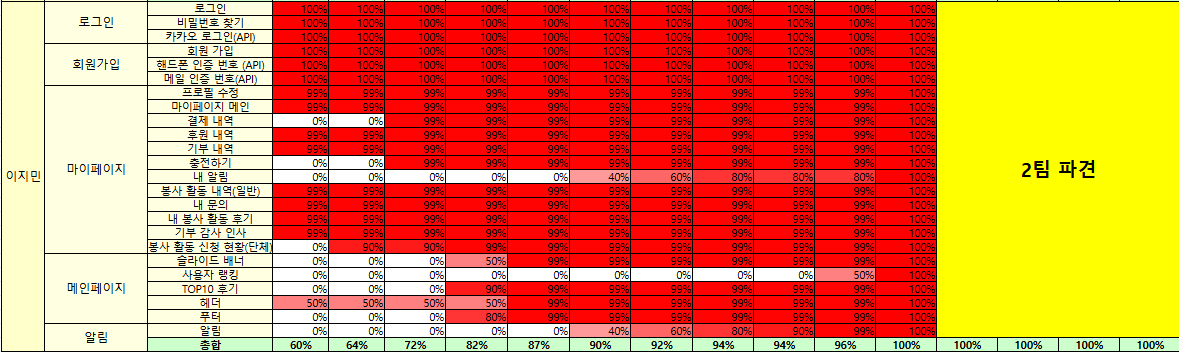 로그인 로그인 100% 100% 100% 100% 100% 100% 100% 100% 100% 100% 100%
비밀번호 찾기 100% 100% 100% 100% 100% 100% 100% 100% 100% 100% 100%
카카오 로그인(API) 100% 100% 100% 100% 100% 100% 100% 100% 100% 100% 100%
회원가입 회원 가입 100% 100% 100% 100% 100% 100% 100% 100% 100% 100% 100%
핸드폰 인증 번호 (API) 100% 100% 100% 100% 100% 100% 100% 100% 100% 100% 100%
메일 인증 번호(API) 100% 100% 100% 100% 100% 100% 100% 100% 100% 100% 100%
이지민 마이페이지 프로필 수정 99% 99% 99% 99% 99% 99% 99% 99% 99% 99% 100%
마이페이지 메인 99% 99% 99% 99% 99% 99% 99% 99% 99% 99% 100%
결제 내역 0% 0% 99% 99% 99% 99% 99% 99% 99% 99% 100%
후원 내역 99% 99% 99% 99% 99% 99% 99% 99% 99% 99% 100%
기부 내역 99% 99% 99% 99% 99% 99% 99% 99% 99% 99% 100%
충전하기 0% 0% 99% 99% 99% 99% 99% 99% 99% 99% 100%
2팀 파견
내 알림 0% 0% 0% 0% 0% 40% 60% 80% 80% 80% 100%
봉사 활동 내역(일반) 99% 99% 99% 99% 99% 99% 99% 99% 99% 99% 100%
내 문의 99% 99% 99% 99% 99% 99% 99% 99% 99% 99% 100%
내 봉사 활동 후기 99% 99% 99% 99% 99% 99% 99% 99% 99% 99% 100%
기부 감사 인사 99% 99% 99% 99% 99% 99% 99% 99% 99% 99% 100%
봉사 활동 신청 현황(단체) 0% 90% 90% 99% 99% 99% 99% 99% 99% 99% 100%
메인페이지 슬라이드 배너 0% 0% 0% 50% 99% 99% 99% 99% 99% 99% 100%
사용자 랭킹 0% 0% 0% 0% 0% 0% 0% 0% 0% 50% 100%
TOP10 후기 0% 0% 0% 90% 99% 99% 99% 99% 99% 99% 100%
헤더 50% 50% 50% 50% 99% 99% 99% 99% 99% 99% 100%
푸터 0% 0% 0% 80% 99% 99% 99% 99% 99% 99% 100%
알림 알림 0% 0% 0% 0% 0% 40% 60% 80% 90% 99% 100%
총합 60% 64% 72% 82% 87% 90% 92% 94% 94% 96% 100% 100% 100% 100% 100%